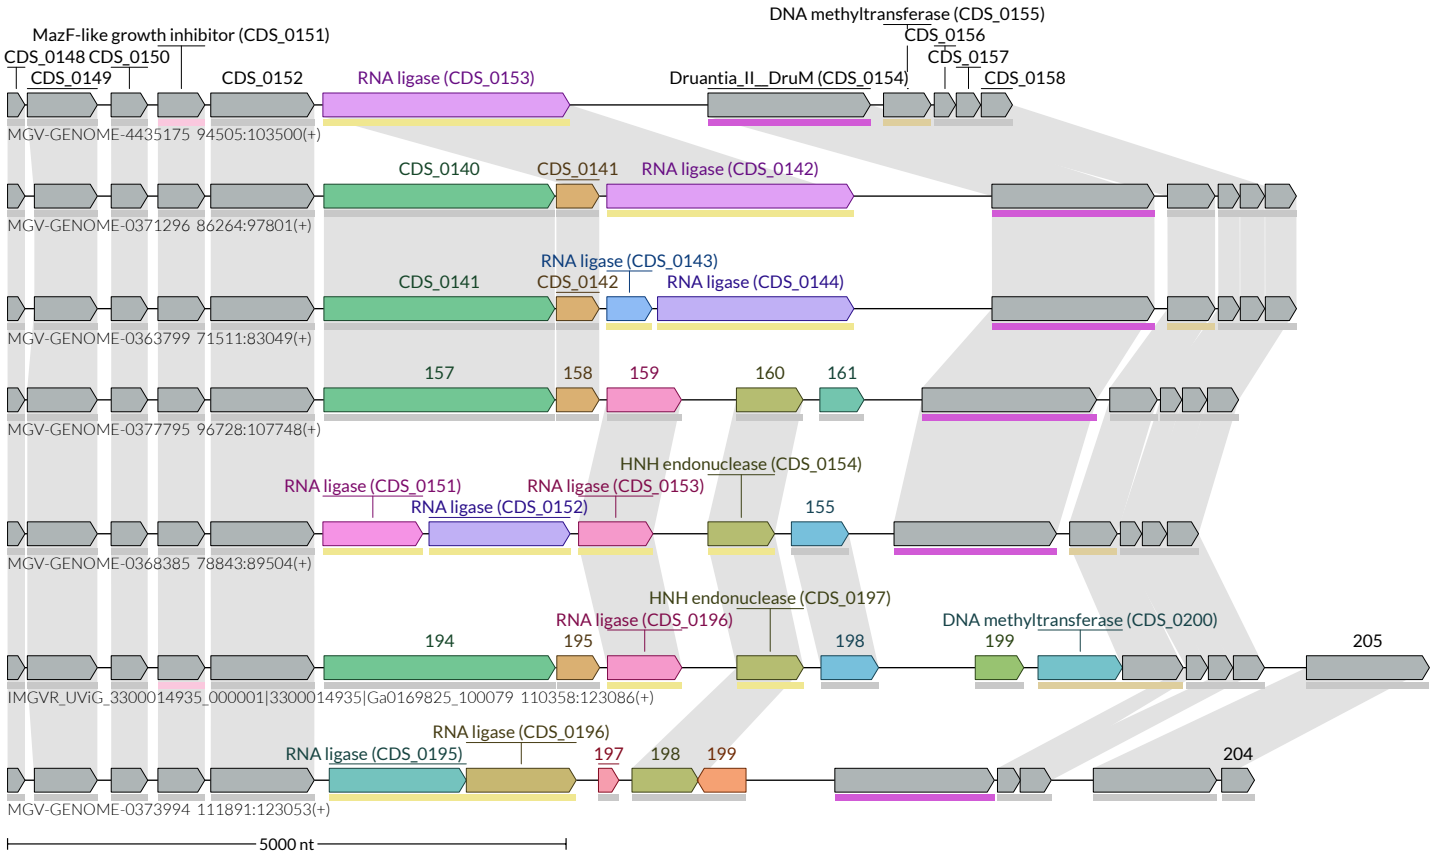 DNA methyltransferase (CDS_0155)
MazF-like growth inhibitor (CDS_0151) CDS_0156
CDS_0148 CDS_0150 CDS_0157
CDS_0149 CDS_0152 RNA ligase (CDS_0153) Druantia_II__DruM (CDS_0154) CDS_0158
MGV-GENOME-4435175 94505:103500(+)
CDS_0140 CDS_0141 RNA ligase (CDS_0142)
MGV-GENOME-0371296 86264:97801(+)
RNA ligase (CDS_0143)
CDS_0141 CDS_0142 RNA ligase (CDS_0144)
MGV-GENOME-0363799 71511:83049(+)
157 158 159 160 161
MGV-GENOME-0377795 96728:107748(+)
HNH endonuclease (CDS_0154)
RNA ligase (CDS_0151) RNA ligase (CDS_0153)
RNA ligase (CDS_0152) 155
MGV-GENOME-0368385 78843:89504(+)
HNH endonuclease (CDS_0197)
RNA ligase (CDS_0196) DNA methyltransferase (CDS_0200)
194 195 198 199 205
IMGVR_UViG_3300014935_000001|3300014935|Ga0169825_100079 110358:123086(+)
RNA ligase (CDS_0196)
RNA ligase (CDS_0195) 197 198 199 204
MGV-GENOME-0373994 111891:123053(+)
5000 nt